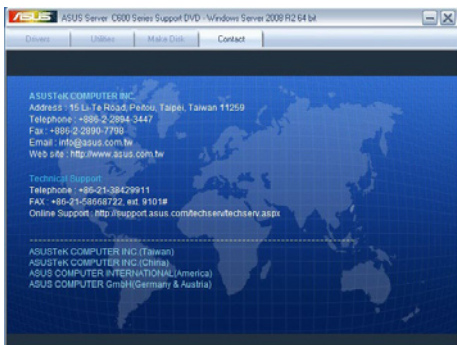 ASUS Server C600 Series Support DVD - Windows Server 2008 R2 64 bit
Drivers Utilities Make Disk Contact
ASUSTeK COMPUTER INC.
Address : 15 Li-Te Road, Peitou, Taipei, Taiwan 11259
Telephone : +886-2-2894-3447
Fax : +886-2-2890-7798
Email : info@asus.com.tw
Web site : http://www.asus.com.tw
Technical Support
Telephone : +86-21-38429911
FAX : +86-21-58668722, ext. 9101#
Online Support : http://support.asus.com/techserv/techserv.aspx
ASUSTeK COMPUTER INC.(Taiwan)
ASUSTeK COMPUTER INC.(China)
ASUS COMPUTER INTERNATIONAL(America)
ASUS COMPUTER GmbH(Germany & Austria)